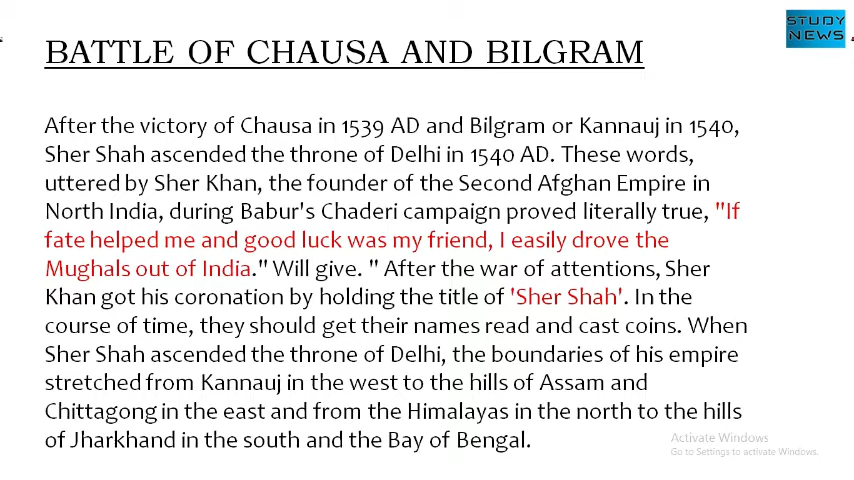 STUDY
NEWS
BATTLE OF CHAUSA AND BILGRAM
After the victory of Chausa in 1539 AD and Bilgram or Kannauj in 1540,
Sher Shah ascended the throne of Delhi in 1540 AD. These words,
uttered by Sher Khan, the founder of the Second Afghan Empire in
North India, during Babur's Chaderi campaign proved literally true, "If
fate helped me and good luck was my friend, I easily drove the
Mughals out of India." Will give. " After the war of attentions, Sher
Khan got his coronation by holding the title of 'Sher Shah'. In the
course of time, they should get their names read and cast coins. When
Sher Shah ascended the throne of Delhi, the boundaries of his empire
stretched from Kannauj in the west to the hills of Assam and
Chittagong in the east and from the Himalayas in the north to the hills
of Jharkhand in the south and the Bay of Bengal.
Activate Windows
Go to Settings to activate Windows.